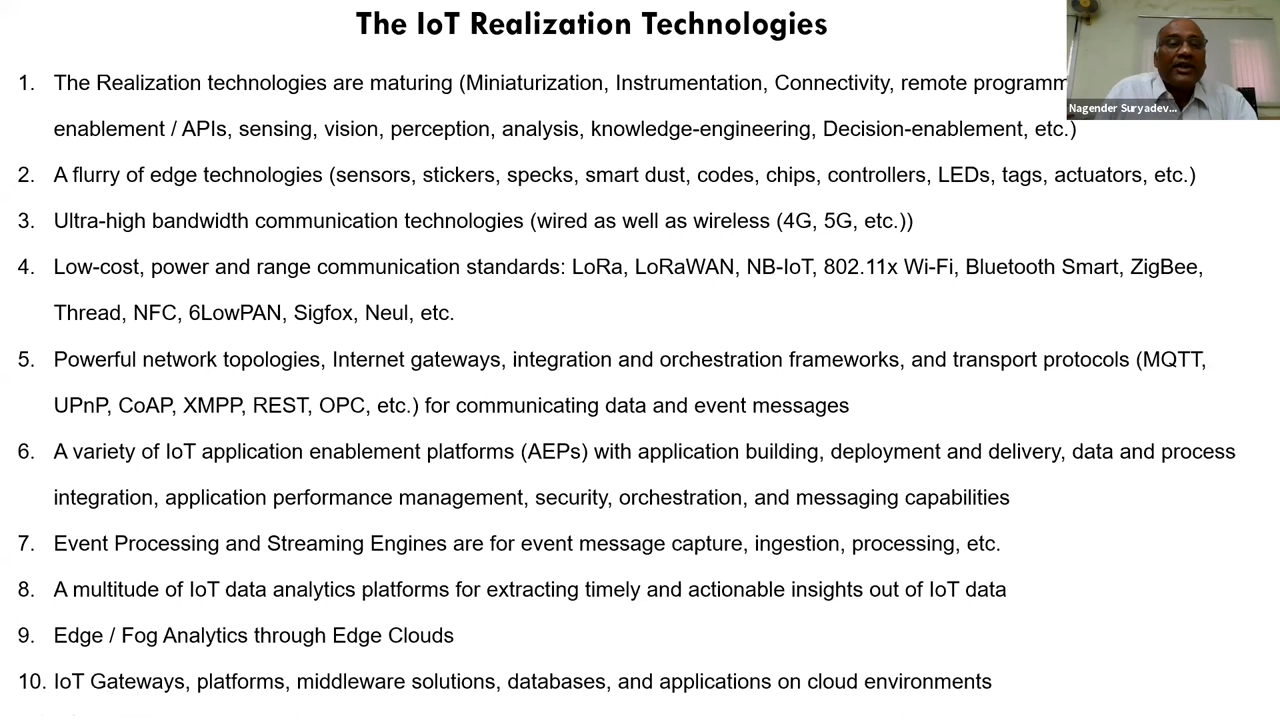 The IoT Realization Technologies
1. The Realization technologies are maturing (Miniaturization, Instrumentation, Connectivity, remote
enablement / APIs, sensing, vision, perception, analysis, knowledge-engineering, Decision-enablement, etc.)
Nagender Suryadev...
2. A flurry of edge technologies (sensors, stickers, specks, smart dust, codes, chips, controllers, LEDs, tags, actuators, etc.)
3. Ultra-high bandwidth communication technologies (wired as well as wireless (4G, 5G, etc.))
4. Low-cost, power and range communication standards: LoRa, LoRaWAN, NB-IoT, 802.11x Wi-Fi, Bluetooth Smart, ZigBee,
Thread, NFC, 6LowPAN, Sigfox, Neul, etc.
5. Powerful network topologies, Internet gateways, integration and orchestration frameworks, and transport protocols (MQTT,
UPnP, CoAP, XMPP, REST, OPC, etc.) for communicating data and event messages
6. A variety of IoT application enablement platforms (AEPs) with application building, deployment and delivery, data and process
integration, application performance management, security, orchestration, and messaging capabilities
7. Event Processing and Streaming Engines are for event message capture, ingestion, processing, etc.
8. A multitude of IoT data analytics platforms for extracting timely and actionable insights out of IoT data
9. Edge / Fog Analytics through Edge Clouds
10. IoT Gateways, platforms, middleware solutions, databases, and applications on cloud environments